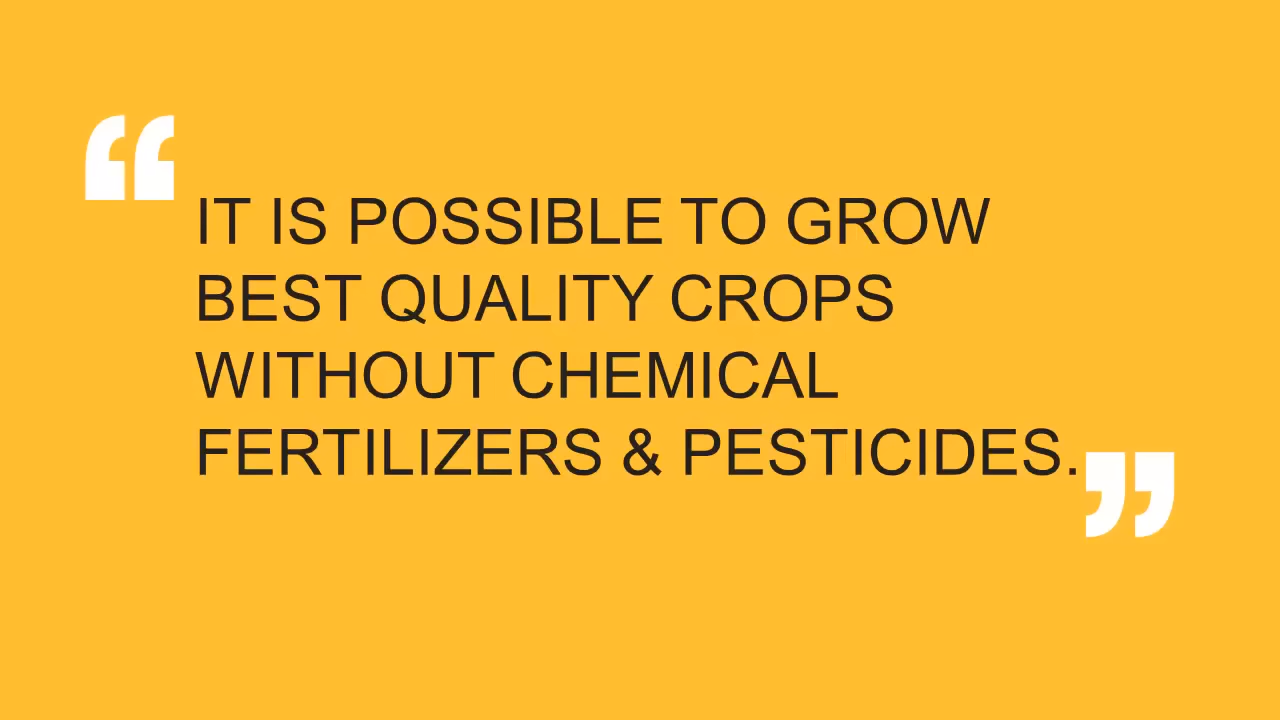 “IT IS POSSIBLE TO GROW
BEST QUALITY CROPS
WITHOUT CHEMICAL
FERTILIZERS & PESTICIDES.”